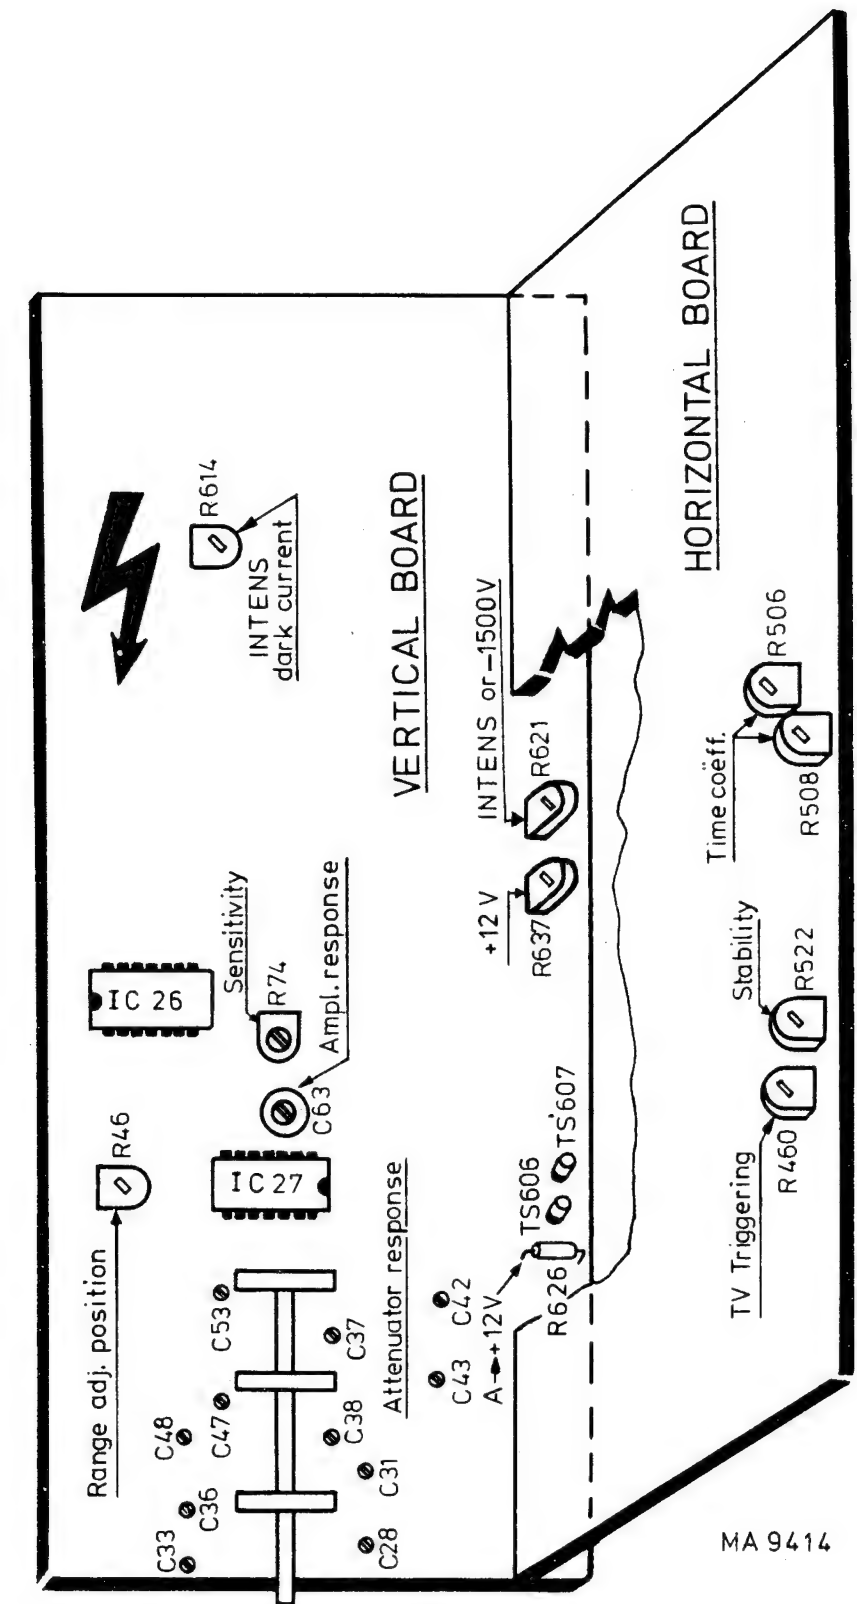 R614
INTENS
dark current
VERTICAL BOARD
HORIZONTAL BOARD
INTENS or -1500V
R621
+12 V
R637
R506
Time coëff.
R508
IC 26
Sensitivity
R74
Ampl. response
C63
R46
IC 27
Range adj. position
Attenuator response
Stability
R522
TV Triggering
R460
TS607
TS606
R626
A→+12V
C53
C37
C42
C43
C47
C48
C38
C31
C36
C33
C28
MA 9414